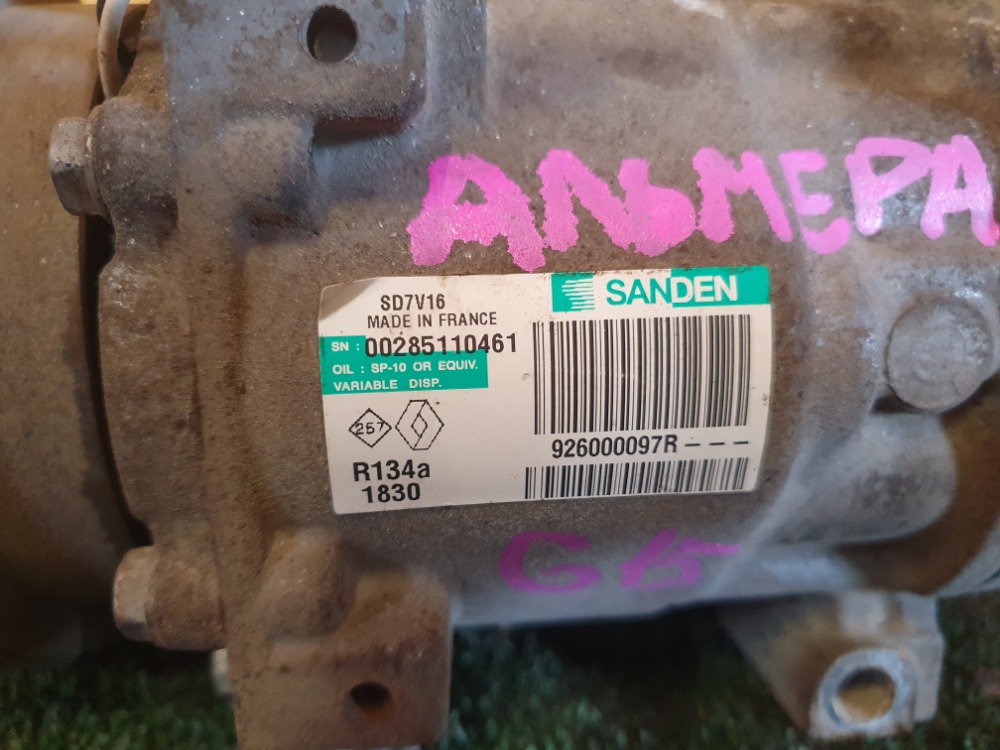 АЛЬМЕРА
SANDEN
SD7V16
MADE IN FRANCE
SN : 00285110461
OIL : SP-10 OR EQUIV.
VARIABLE DISP.
257
926000097R - - -
R134a
1830
G15